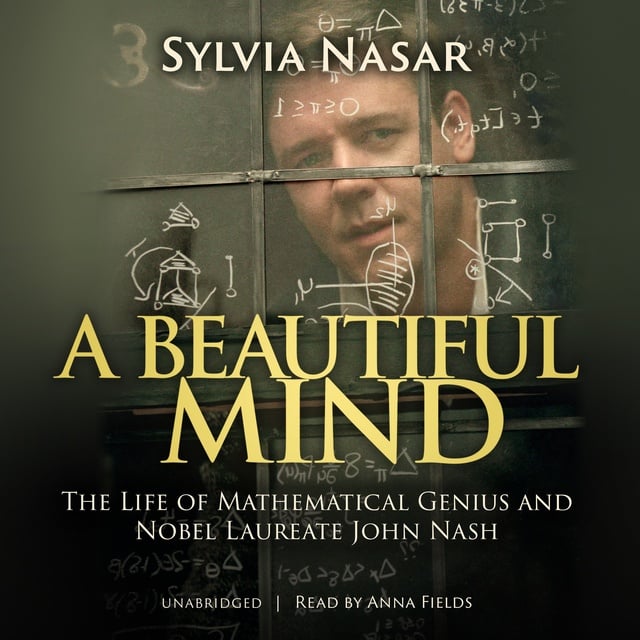 SYLVIA NASAR
A BEAUTIFUL
MIND
THE LIFE OF MATHEMATICAL GENIUS AND
NOBEL LAUREATE JOHN NASH
UNABRIDGED | READ BY ANNA FIELDS